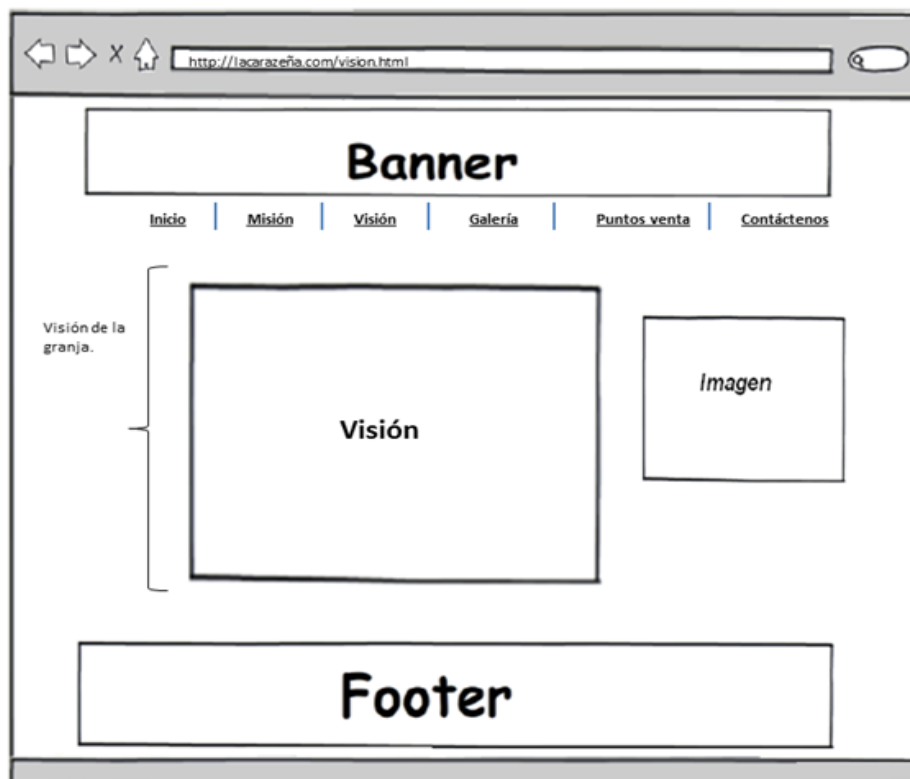 http://lacarazeña.com/vision.html
Banner
Inicio Misión Visión Galería Puntos venta Contáctenos
Visión de la
granja.
Imagen
Visión
Footer